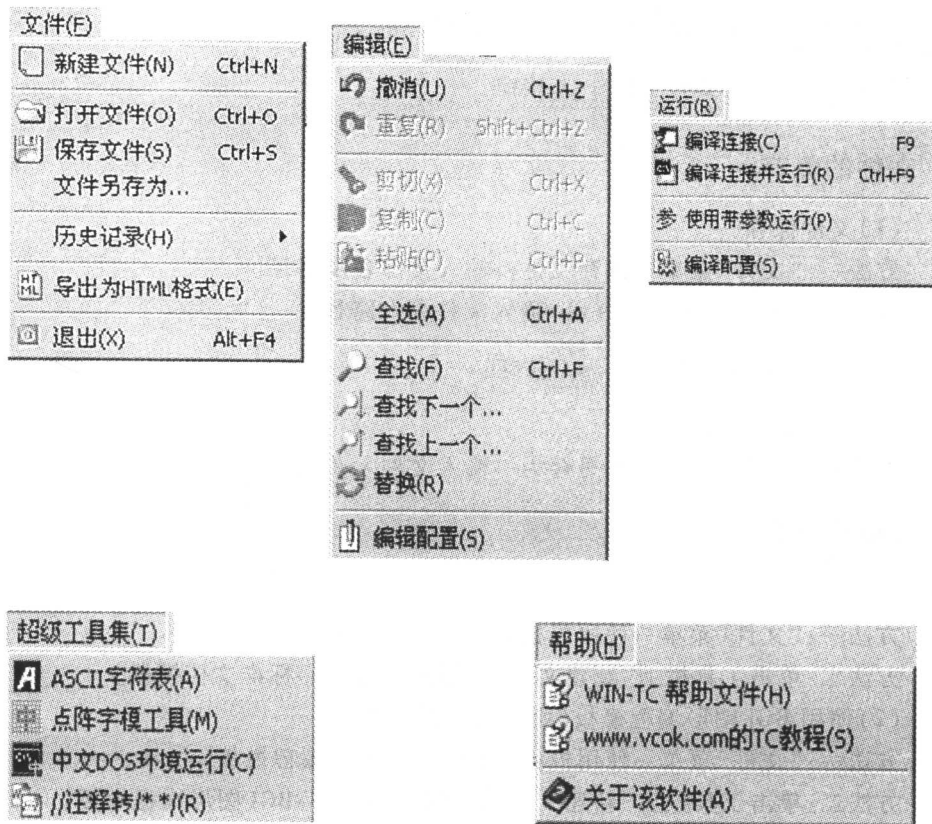 文件(F)
新建文件(N) Ctrl+N
打开文件(O) Ctrl+O
保存文件(S) Ctrl+S
文件另存为...
历史记录(H)
导出为HTML格式(E)
退出(X) Alt+F4
编辑(E)
撤消(U) Ctrl+Z
重复(R) Shift+Ctrl+Z
剪切(X) Ctrl+X
复制(C) Ctrl+C
粘贴(P) Ctrl+P
全选(A) Ctrl+A
查找(F) Ctrl+F
查找下一个...
查找上一个...
替换(R)
编辑配置(S)
运行(R)
编译连接(C) F9
编译连接并运行(R) Ctrl+F9
参 使用带参数运行(P)
编译配置(S)
超级工具集(T)
A ASCII字符表(A)
中 点阵字模工具(M)
中文DOS环境运行(C)
//注释转/* */(R)
帮助(H)
WIN-TC 帮助文件(H)
www.vcok.com的TC教程(S)
关于该软件(A)